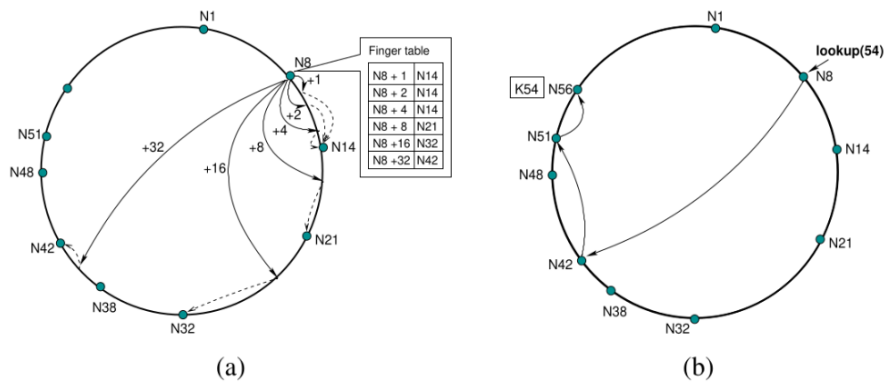 N1
N8
Finger table
N8 + 1 N14
N8 + 2 N14
N8 + 4 N14
N8 + 8 N21
N8 +16 N32
N8 +32 N42
+1
+2
+4
+8
+16
+32
N14
N21
N32
N38
N42
N48
N51
(a)
N1
lookup(54)
N8
K54
N56
N51
N48
N14
N21
N42
N38
N32
(b)